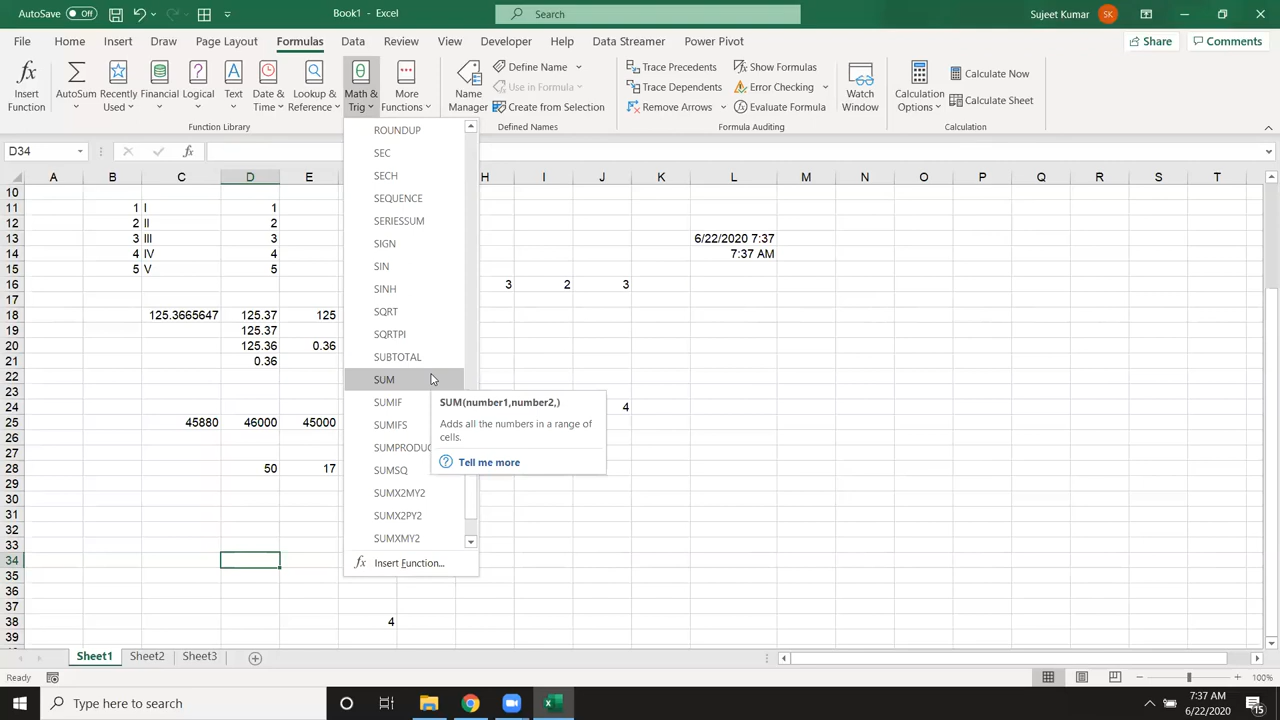 AutoSave Off Book1 - Excel Search Sujeet Kumar SK
File Home Insert Draw Page Layout Formulas Data Review View Developer Help Data Streamer Power Pivot Share Comments
Insert Function
AutoSum
Recently Used
Financial
Logical
Text
Date & Time
Lookup & Reference
Math & Trig
More Functions
Function Library
Name Manager
Define Name
Use in Formula
Create from Selection
Defined Names
Trace Precedents
Trace Dependents
Remove Arrows
Show Formulas
Error Checking
Evaluate Formula
Formula Auditing
Watch Window
Calculation Options
Calculate Now
Calculate Sheet
Calculation
D34 fx
A B C D E H I J K L M N O P Q R S T
10
11 1 I 1
12 2 II 2
13 3 III 3 6/22/2020 7:37
14 4 IV 4 7:37 AM
15 5 V 5
16 3 2 3
17
18 125.3665647 125.37 125
19 125.37
20 125.36 0.36
21 0.36
22
23
24 4
25 45880 46000 45000
26
27
28 50 17
29
30
31
32
33
34
35
36
37
38 4
39
ROUNDUP
SEC
SECH
SEQUENCE
SERIESSUM
SIGN
SIN
SINH
SQRT
SQRTPI
SUBTOTAL
SUM
SUMIF
SUMIFS
SUMPRODUC
SUMSQ
SUMX2MY2
SUMX2PY2
SUMXMY2
fx Insert Function...
SUM(number1,number2,)
Adds all the numbers in a range of
cells.
? Tell me more
Sheet1 Sheet2 Sheet3
Ready 100%
Type here to search 7:37 AM
6/22/2020 15